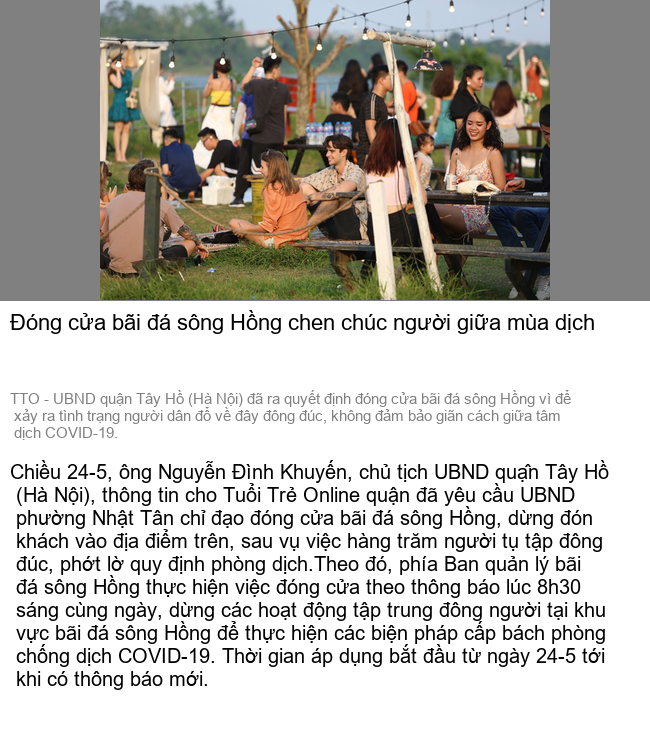 Đóng cửa bãi đá sông Hồng chen chúc người giữa mùa dịch
TTO - UBND quận Tây Hồ (Hà Nội) đã ra quyết định đóng cửa bãi đá sông Hồng vì để
xảy ra tình trạng người dân đổ về đây đông đúc, không đảm bảo giãn cách giữa tâm
dịch COVID-19.
Chiều 24-5, ông Nguyễn Đình Khuyến, chủ tịch UBND quận Tây Hồ
(Hà Nội), thông tin cho Tuổi Trẻ Online quận đã yêu cầu UBND
phường Nhật Tân chỉ đạo đóng cửa bãi đá sông Hồng, dừng đón
khách vào địa điểm trên, sau vụ việc hàng trăm người tụ tập đông
đúc, phớt lờ quy định phòng dịch.Theo đó, phía Ban quản lý bãi
đá sông Hồng thực hiện việc đóng cửa theo thông báo lúc 8h30
sáng cùng ngày, dừng các hoạt động tập trung đông người tại khu
vực bãi đá sông Hồng để thực hiện các biện pháp cấp bách phòng
chống dịch COVID-19. Thời gian áp dụng bắt đầu từ ngày 24-5 tới
khi có thông báo mới.